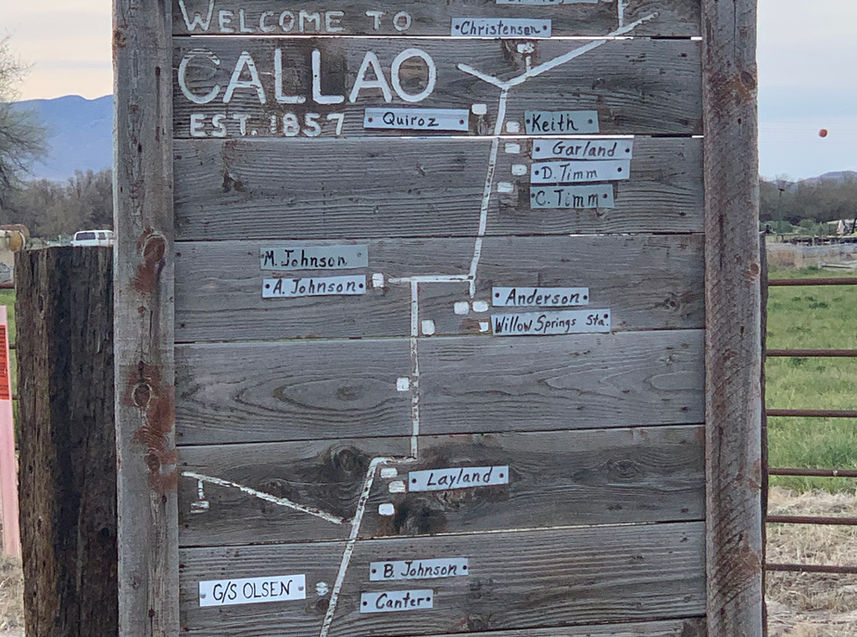 WELCOME TO
Christensen
CALLAO
EST. 1857
Quiroz
Keith
Garland
D. Timm
C. Timm
M. Johnson
A. Johnson
Anderson
Willow Springs Sta.
Layland
B. Johnson
G/S OLSEN
Canter